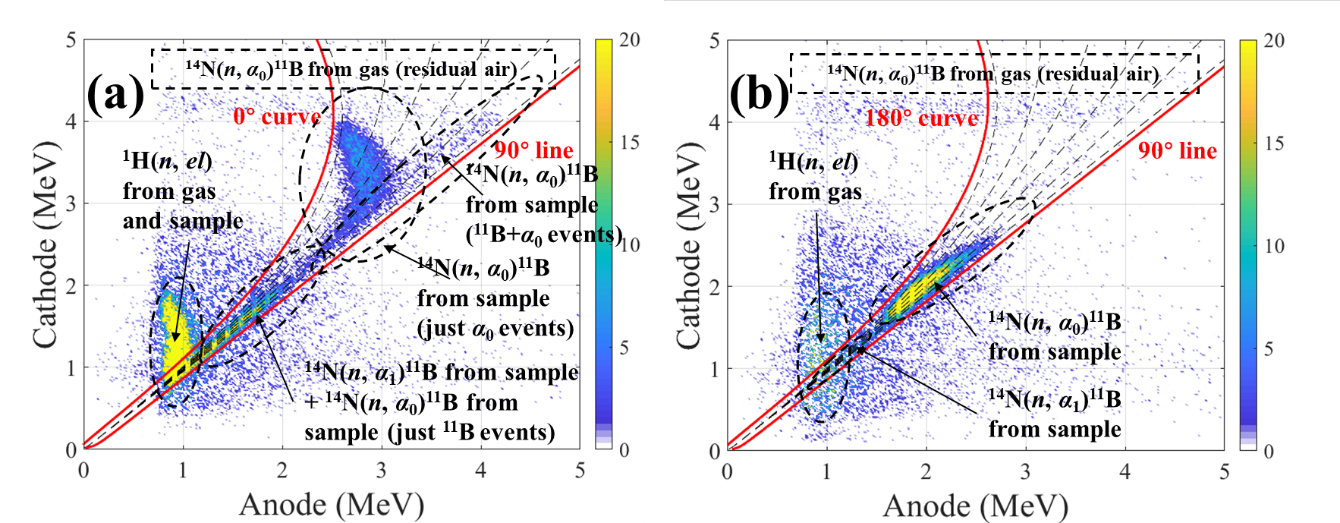 (a)
¹⁴N(n, α₀)¹¹B from gas (residual air)
0° curve
90° line
¹H(n, el)
from gas
and sample
¹⁴N(n, α₀)¹¹B
from sample
(¹¹B+α₀ events)
¹⁴N(n, α₀)¹¹B
from sample
(just α₀ events)
¹⁴N(n, α₁)¹¹B from sample
+ ¹⁴N(n, α₀)¹¹B from
sample (just ¹¹B events)
Cathode (MeV)
5
4
3
2
1
0
0 1 2 3 4 5
Anode (MeV)
20
15
10
5
0
(b)
¹⁴N(n, α₀)¹¹B from gas (residual air)
180° curve
90° line
¹H(n, el)
from gas
¹⁴N(n, α₀)¹¹B
from sample
¹⁴N(n, α₁)¹¹B
from sample
Cathode (MeV)
5
4
3
2
1
0
0 1 2 3 4 5
Anode (MeV)
20
15
10
5
0